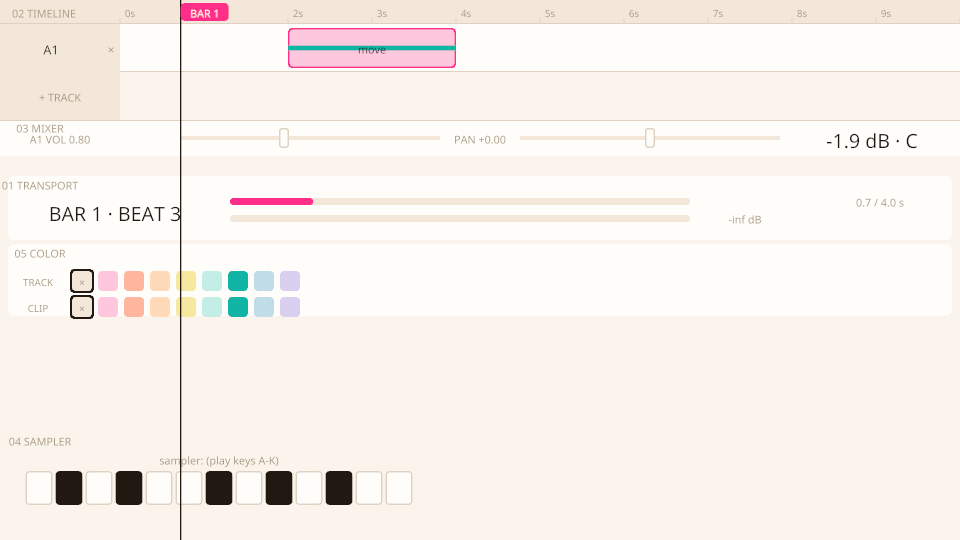 02 TIMELINE 0s BAR 1 2s 3s 4s 5s 6s 7s 8s 9s
A1 × move
+ TRACK
03 MIXER
A1 VOL 0.80 PAN +0.00 -1.9 dB · C
01 TRANSPORT
BAR 1 · BEAT 3 0.7 / 4.0 s
-inf dB
05 COLOR
TRACK ×
CLIP ×
04 SAMPLER
sampler: (play keys A-K)